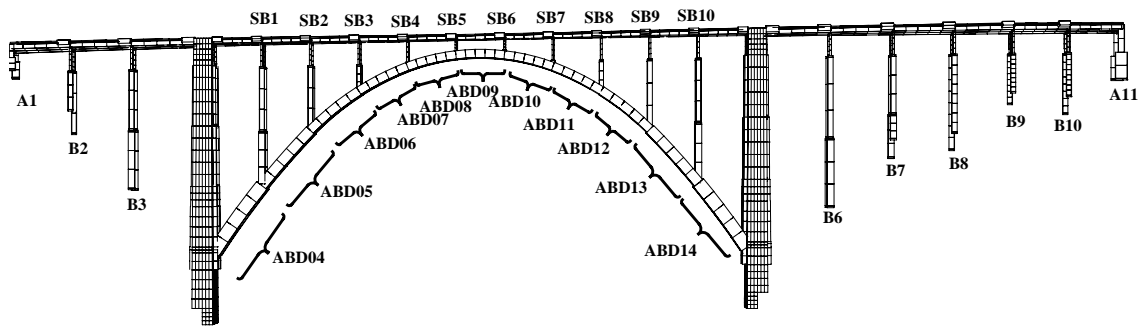 SB1 SB2 SB3 SB4 SB5 SB6 SB7 SB8 SB9 SB10
A1
B2
B3
ABD04
ABD05
ABD06
ABD07
ABD08
ABD09
ABD10
ABD11
ABD12
ABD13
ABD14
B6
B7
B8
B9
B10
A11